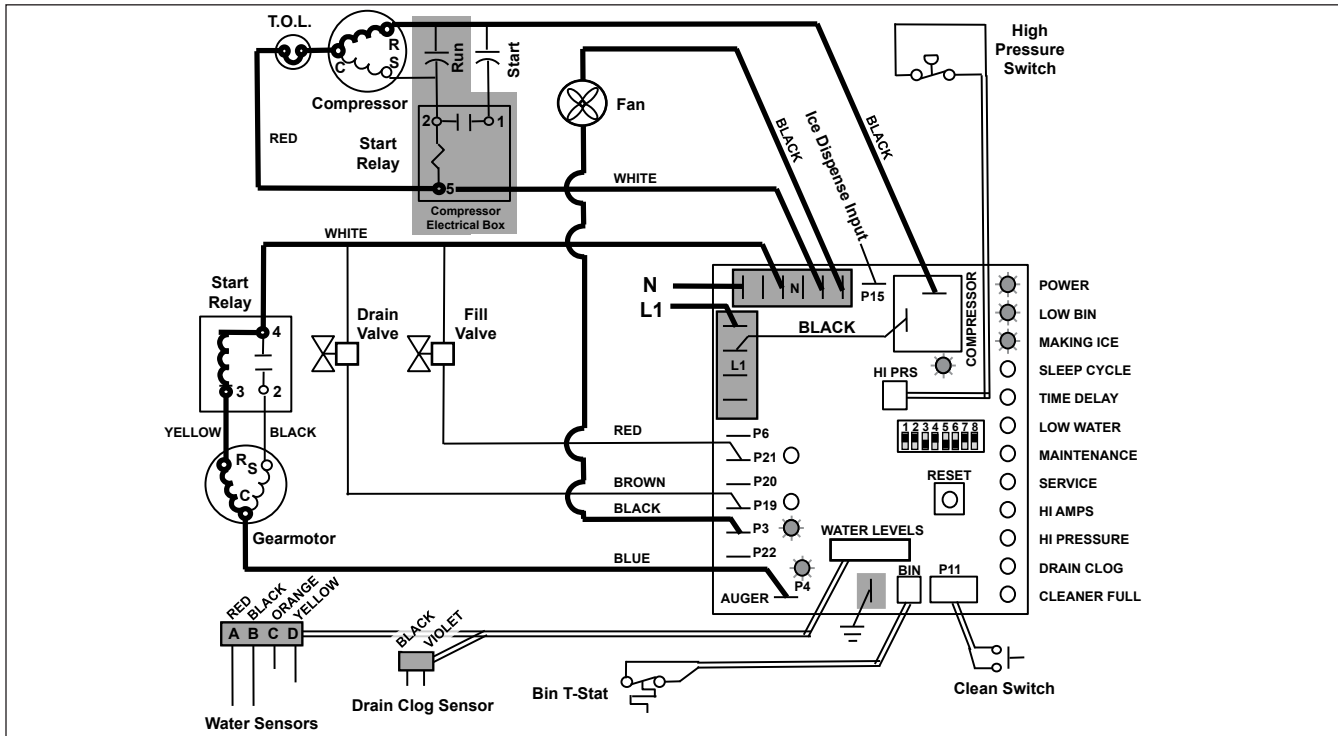 T.O.L.
R
C
S
Compressor
Run
Start
2
1
Start
Relay
5
Compressor
Electrical Box
RED
WHITE
Fan
BLACK
Ice Dispense Input
BLACK
High
Pressure
Switch
WHITE
Start
Relay
4
3
2
YELLOW
BLACK
R
S
C
Gearmotor
Drain
Valve
Fill
Valve
N
L1
N
P15
BLACK
L1
COMPRESSOR
HI PRS
1 2 3 4 5 6 7 8
RESET
RED
P6
P21
P20
BROWN
P19
BLACK
P3
P22
BLUE
P4
AUGER
WATER LEVELS
BIN
P11
POWER
LOW BIN
MAKING ICE
SLEEP CYCLE
TIME DELAY
LOW WATER
MAINTENANCE
SERVICE
HI AMPS
HI PRESSURE
DRAIN CLOG
CLEANER FULL
RED
BLACK
ORANGE
YELLOW
A B C D
Water Sensors
BLACK
VIOLET
Drain Clog Sensor
Bin T-Stat
Clean Switch